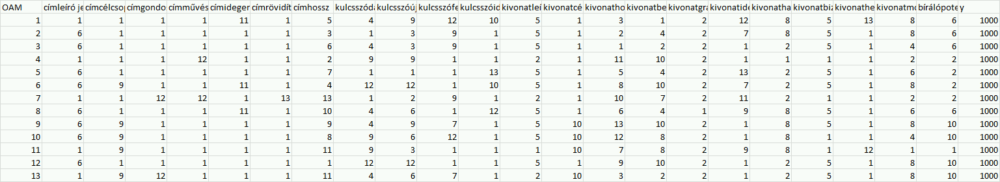 OAM címleíró je címcélcsop címgondo címművés címideger címrövidít címhossz kulcsszóda kulcsszóúj kulcsszófe kulcsszóid kivonatleí kivonatcé kivonatho kivonatbe kivonatgra kivonatide kivonatha kivonatbiz kivonathe kivonatmo bírálópote y
1 1 1 1 1 11 1 5 4 9 12 10 5 1 3 1 2 12 8 5 13 8 6 1000
2 6 1 1 1 1 1 3 1 3 9 1 5 1 2 4 2 7 8 5 1 8 6 1000
3 6 1 1 1 1 1 6 4 3 9 1 5 1 1 2 2 1 2 5 1 4 6 1000
4 1 1 1 12 1 1 2 9 9 1 1 2 1 11 10 2 1 1 1 1 2 2 1000
5 6 1 1 1 1 1 7 1 1 1 13 5 1 5 4 2 13 2 5 1 6 2 1000
6 6 9 1 1 11 1 4 12 12 1 10 5 1 8 10 2 7 2 5 1 8 2 1000
7 1 1 12 12 1 13 13 1 2 9 1 2 1 10 7 2 11 2 1 1 2 2 1000
8 6 1 1 1 11 1 10 4 6 1 12 5 1 6 4 1 9 8 5 1 6 6 1000
9 6 9 1 1 1 1 9 4 9 7 1 5 10 13 10 2 1 8 5 1 8 10 1000
10 6 9 1 1 1 1 8 9 6 12 1 5 10 12 8 2 1 8 1 1 4 10 1000
11 1 9 1 1 1 1 11 9 3 1 1 1 10 7 8 2 9 8 1 12 1 1 1000
12 6 1 1 1 1 1 1 12 12 1 1 5 1 9 10 2 1 2 5 1 8 10 1000
13 1 9 12 1 1 1 11 4 6 7 1 2 10 3 2 2 1 2 5 1 8 10 1000